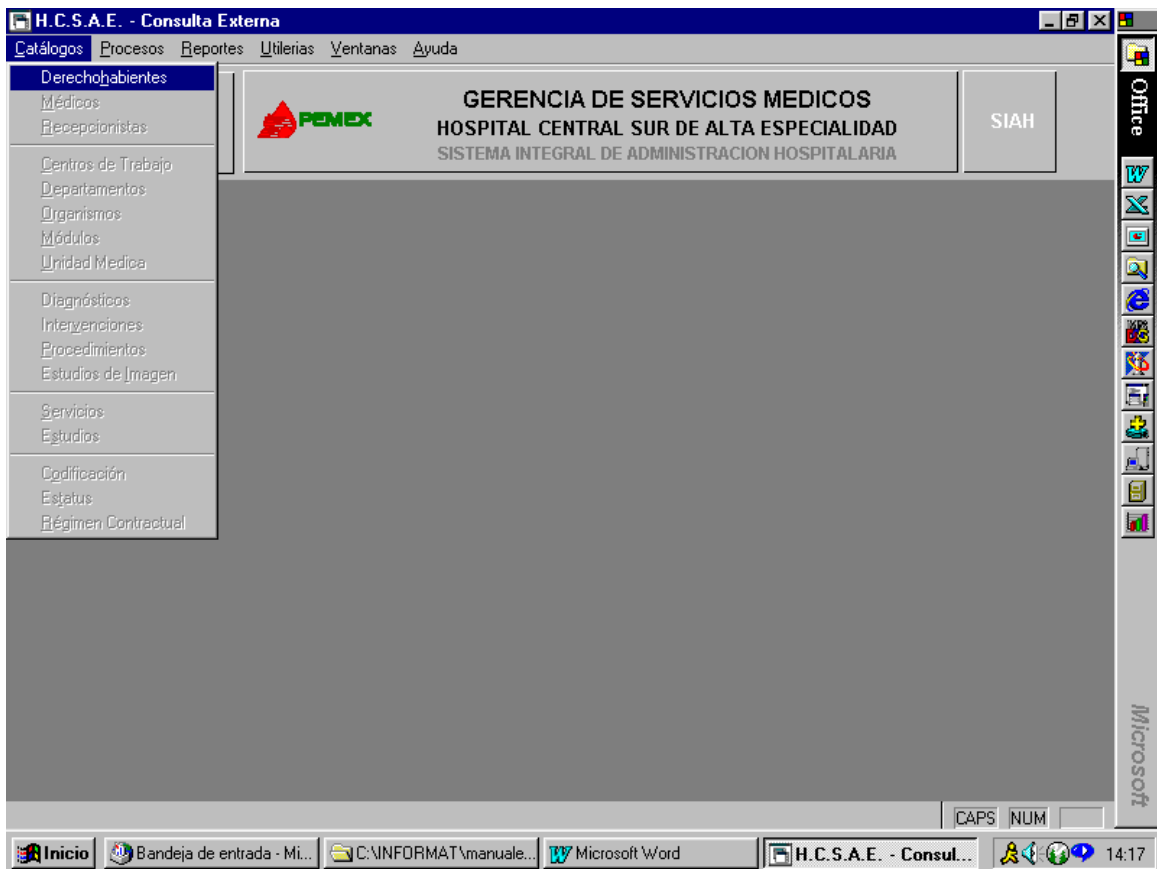 H.C.S.A.E. - Consulta Externa
Catálogos Procesos Reportes Utilerias Ventanas Ayuda
Derechohabientes
Médicos
Recepcionistas
Centros de Trabajo
Departamentos
Organismos
Módulos
Unidad Medica
Diagnósticos
Intervenciones
Procedimientos
Estudios de Imagen
Servicios
Estudios
Codificación
Estatus
Régimen Contractual
PEMEX
GERENCIA DE SERVICIOS MEDICOS
HOSPITAL CENTRAL SUR DE ALTA ESPECIALIDAD
SISTEMA INTEGRAL DE ADMINISTRACION HOSPITALARIA
SIAH
Office
Microsoft
CAPS NUM
Inicio Bandeja de entrada - Mi... C:\INFORMAT\manuale... Microsoft Word H.C.S.A.E. - Consul... 14:17